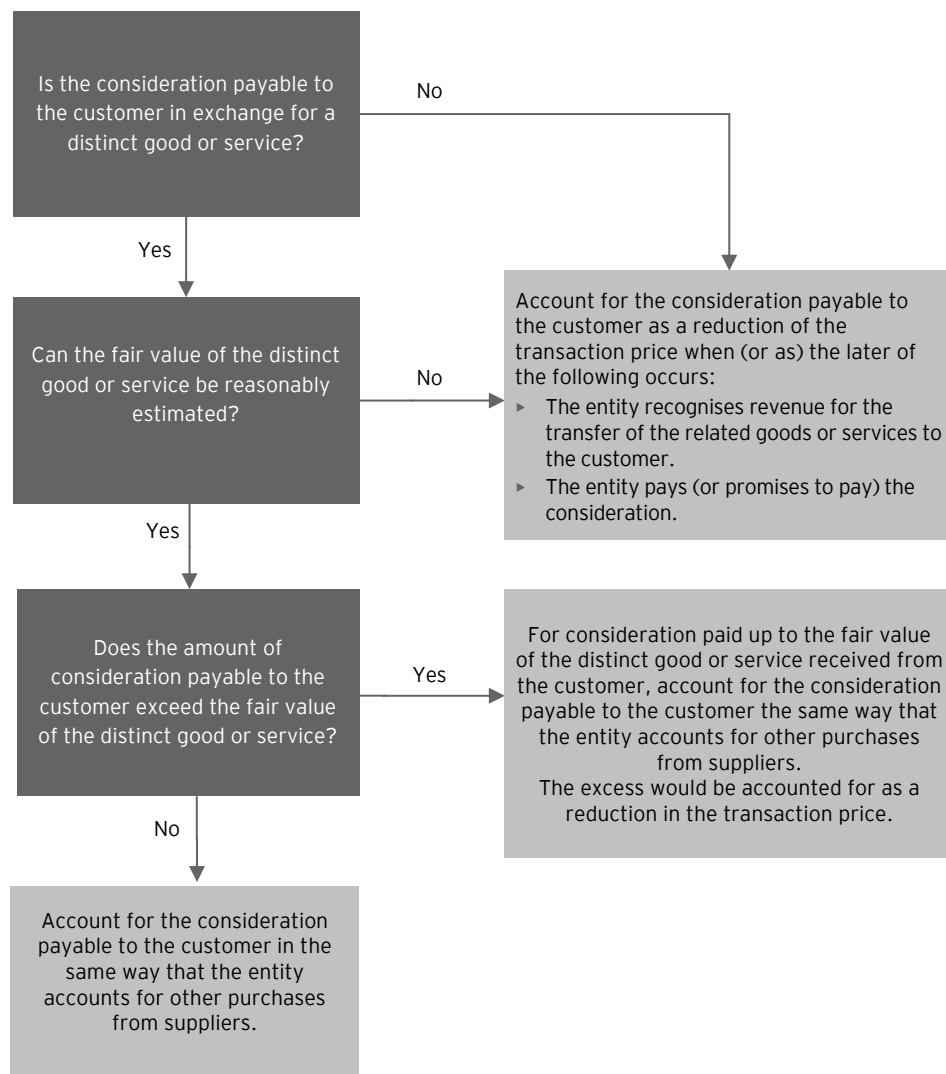 Is the consideration payable to
the customer in exchange for a
distinct good or service?
No
Yes
Can the fair value of the distinct
good or service be reasonably
estimated?
No
Account for the consideration payable to
the customer as a reduction of the
transaction price when (or as) the later of
the following occurs:
► The entity recognises revenue for the
transfer of the related goods or services to
the customer.
► The entity pays (or promises to pay) the
consideration.
Yes
Does the amount of
consideration payable to the
customer exceed the fair value
of the distinct good or service?
Yes
For consideration paid up to the fair value
of the distinct good or service received from
the customer, account for the consideration
payable to the customer the same way that
the entity accounts for other purchases
from suppliers.
The excess would be accounted for as a
reduction in the transaction price.
No
Account for the consideration
payable to the customer in the
same way that the entity
accounts for other purchases
from suppliers.